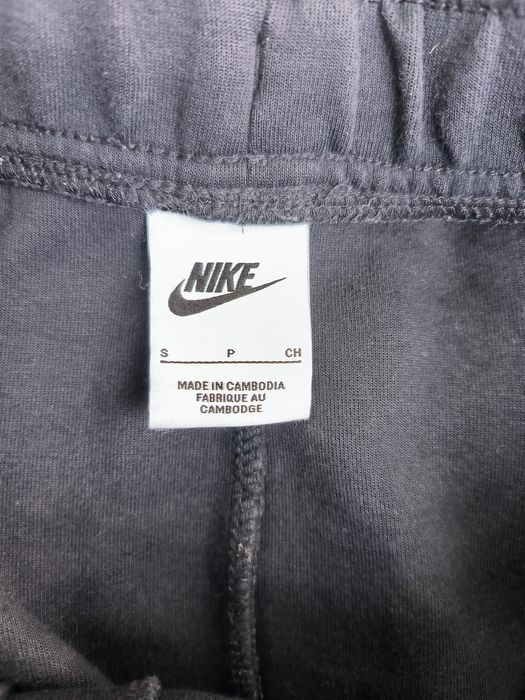 NIKE
S P CH
MADE IN CAMBODIA
FABRIQUE AU
CAMBODGE